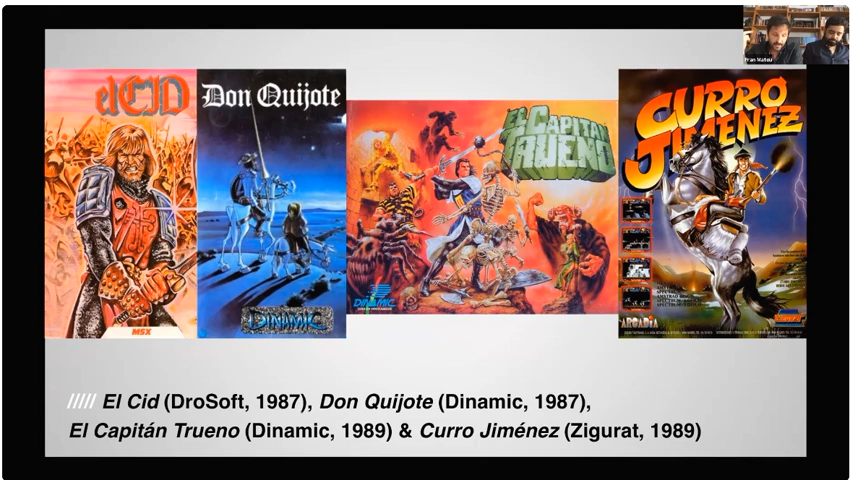 Fran Mateu
elCID
Don Quijote
EL CAPITÁN
TRUENO
CURRO
JIMENEZ
DINAMIC
DINAMIC
MSX
ARCADIA
///// El Cid (DroSoft, 1987), Don Quijote (Dinamic, 1987),
El Capitán Trueno (Dinamic, 1989) & Curro Jiménez (Zigurat, 1989)